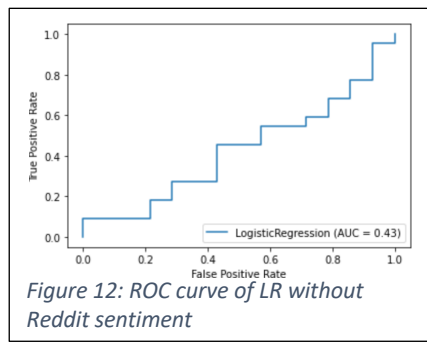 1.0
0.8
0.6
0.4
0.2
0.0
True Positive Rate
LogisticRegression (AUC = 0.43)
0.0 0.2 0.4 0.6 0.8 1.0
False Positive Rate
Figure 12: ROC curve of LR without
Reddit sentiment